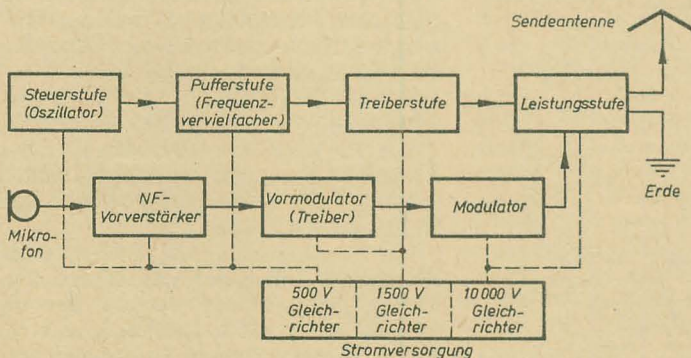 Sendeantenne
Steuerstufe
(Oszillator)
Pufferstufe
(Frequenz-
vervielfacher)
Treiberstufe
Leistungsstufe
Erde
Mikro-
fon
NF-
Vorverstärker
Vormodulator
(Treiber)
Modulator
500 V
Gleich-
richter
1500 V
Gleich-
richter
10 000 V
Gleich-
richter
Stromversorgung